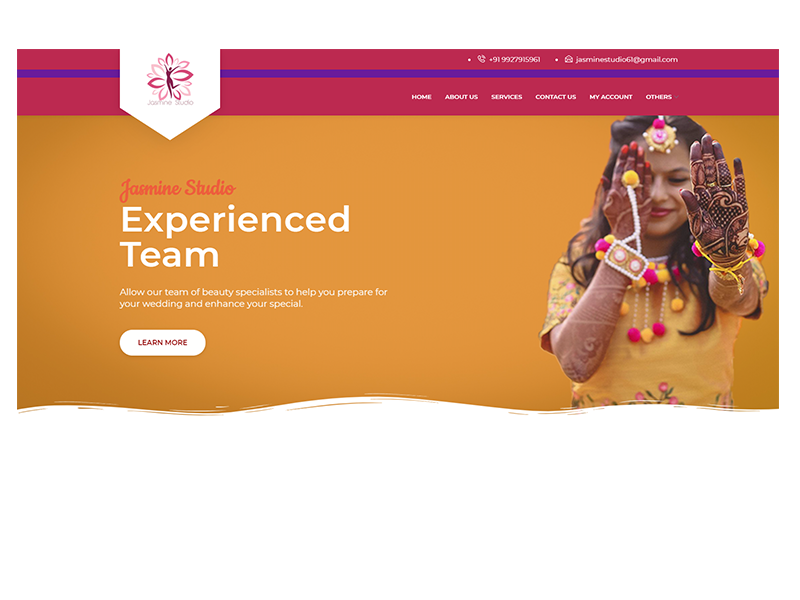 +91 9927915961 jasminestudio61@gmail.com
Jasmine Studio
HOME ABOUT US SERVICES CONTACT US MY ACCOUNT OTHERS
Jasmine Studio
Experienced
Team
Allow our team of beauty specialists to help you prepare for
your wedding and enhance your special.
LEARN MORE